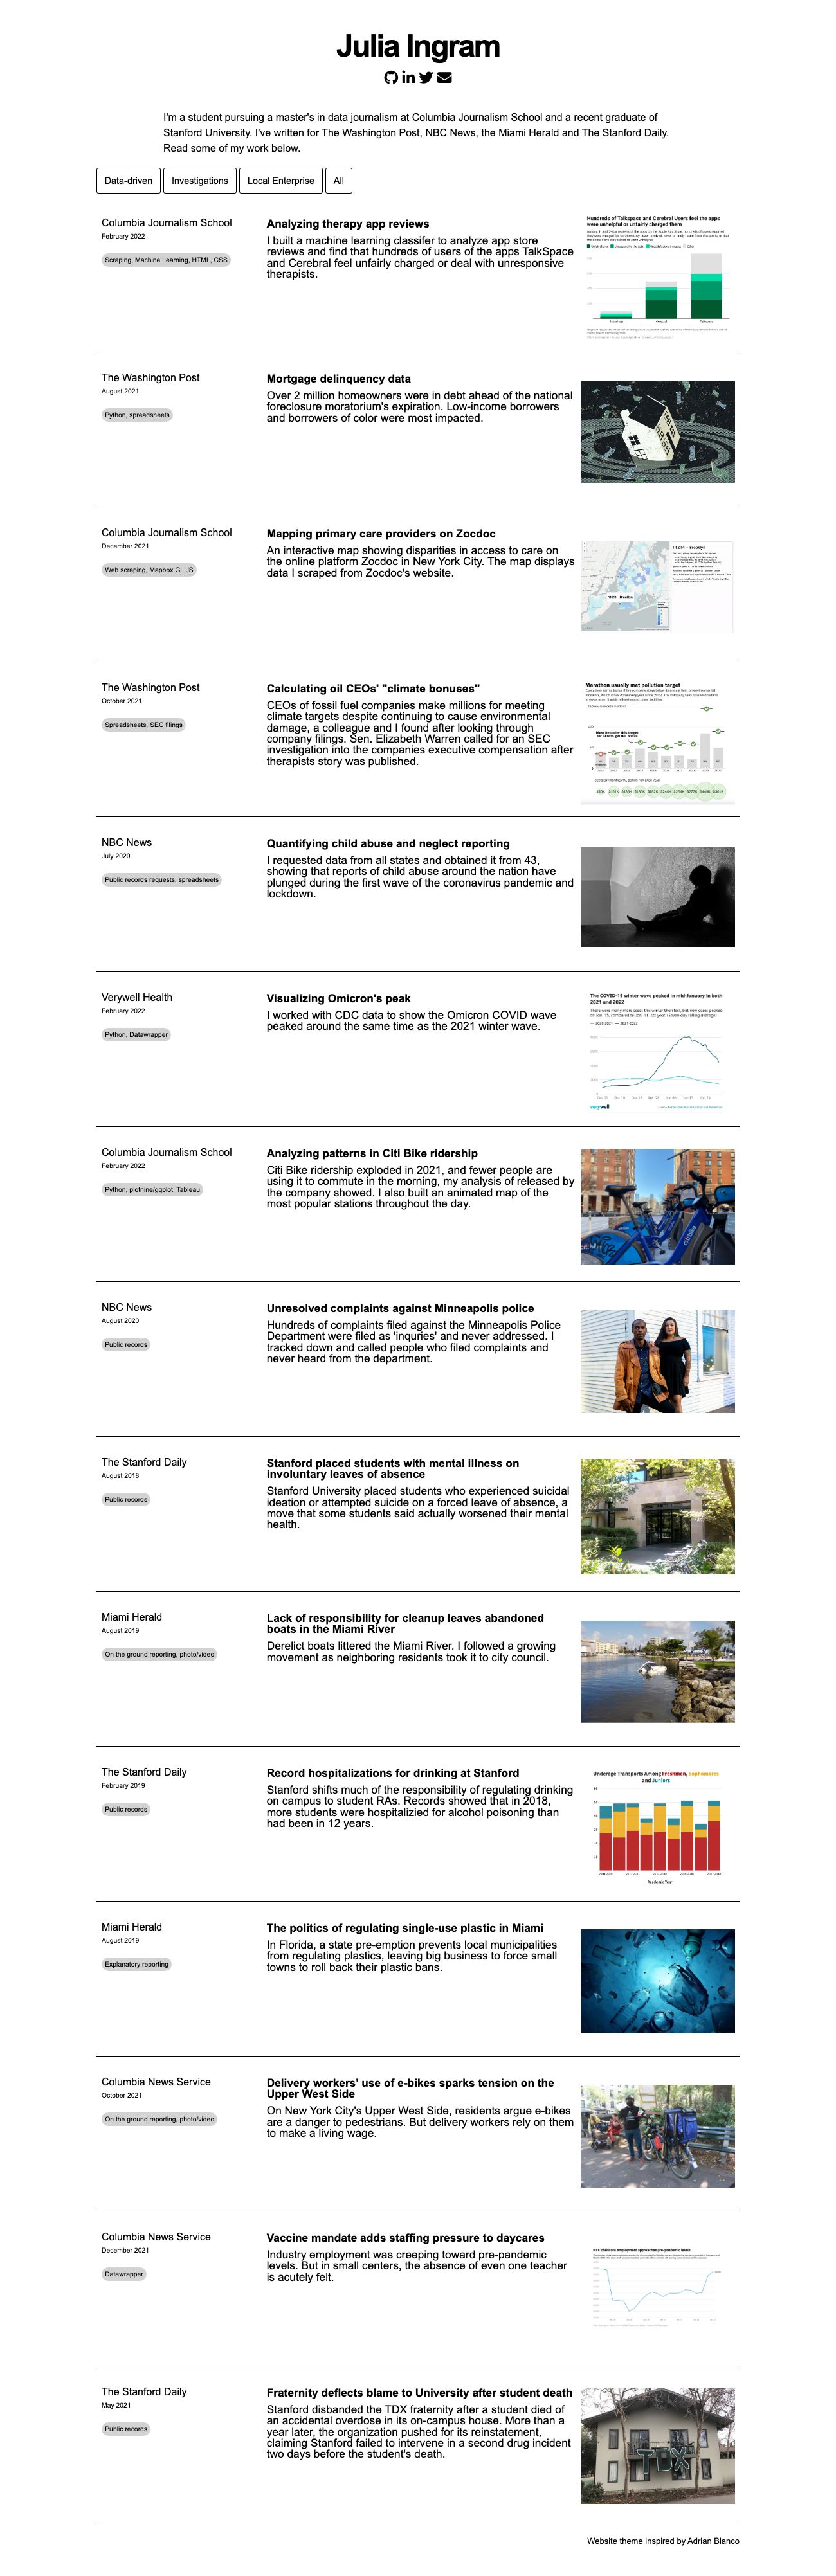 Julia Ingram
I'm a student pursuing a master's in data journalism at Columbia Journalism School and a recent graduate of
Stanford University. I've written for The Washington Post, NBC News, the Miami Herald and The Stanford Daily.
Read some of my work below.
Data-driven
Investigations
Local Enterprise
All
Columbia Journalism School
February 2022
Scraping, Machine Learning, HTML, CSS
Analyzing therapy app reviews
I built a machine learning classifer to analyze app store
reviews and find that hundreds of users of the apps TalkSpace
and Cerebral feel unfairly charged or deal with unresponsive
therapists.
Hundreds of Talkspace and Cerebral Users feel the apps
were unhelpful or unfairly charged them
The Washington Post
August 2021
Python, spreadsheets
Mortgage delinquency data
Over 2 million homeowners were in debt ahead of the national
foreclosure moratorium's expiration. Low-income borrowers
and borrowers of color were most impacted.
Columbia Journalism School
December 2021
Web scraping, Mapbox GL JS
Mapping primary care providers on Zocdoc
An interactive map showing disparities in access to care on
the online platform Zocdoc in New York City. The map displays
data I scraped from Zocdoc's website.
11214 - Brooklyn
The Washington Post
October 2021
Spreadsheets, SEC filings
Calculating oil CEOs' "climate bonuses"
CEOs of fossil fuel companies make millions for meeting
climate targets despite continuing to cause environmental
damage, a colleague and I found after looking through
company filings. Sen. Elizabeth Warren called for an SEC
investigation into the companies executive compensation after
therapists story was published.
Marathon usually met pollution target
Must be under this target
for CEO to get full bonus
NBC News
July 2020
Public records requests, spreadsheets
Quantifying child abuse and neglect reporting
I requested data from all states and obtained it from 43,
showing that reports of child abuse around the nation have
plunged during the first wave of the coronavirus pandemic and
lockdown.
Verywell Health
February 2022
Python, Datawrapper
Visualizing Omicron's peak
I worked with CDC data to show the Omicron COVID wave
peaked around the same time as the 2021 winter wave.
The COVID-19 winter wave peaked in mid-January in both
2021 and 2022
verywell
Columbia Journalism School
February 2022
Python, plotnine/ggplot, Tableau
Analyzing patterns in Citi Bike ridership
Citi Bike ridership exploded in 2021, and fewer people are
using it to commute in the morning, my analysis of released by
the company showed. I also built an animated map of the
most popular stations throughout the day.
citibike
NBC News
August 2020
Public records
Unresolved complaints against Minneapolis police
Hundreds of complaints filed against the Minneapolis Police
Department were filed as 'inquries' and never addressed. I
tracked down and called people who filed complaints and
never heard from the department.
The Stanford Daily
August 2018
Public records
Stanford placed students with mental illness on
involuntary leaves of absence
Stanford University placed students who experienced suicidal
ideation or attempted suicide on a forced leave of absence, a
move that some students said actually worsened their mental
health.
Miami Herald
August 2019
On the ground reporting, photo/video
Lack of responsibility for cleanup leaves abandoned
boats in the Miami River
Derelict boats littered the Miami River. I followed a growing
movement as neighboring residents took it to city council.
The Stanford Daily
February 2019
Public records
Record hospitalizations for drinking at Stanford
Stanford shifts much of the responsibility of regulating drinking
on campus to student RAs. Records showed that in 2018,
more students were hospitalizied for alcohol poisoning than
had been in 12 years.
Underage Transports Among Freshmen, Sophomores
and Juniors
Academic Year
Miami Herald
August 2019
Explanatory reporting
The politics of regulating single-use plastic in Miami
In Florida, a state pre-emption prevents local municipalities
from regulating plastics, leaving big business to force small
towns to roll back their plastic bans.
Columbia News Service
October 2021
On the ground reporting, photo/video
Delivery workers' use of e-bikes sparks tension on the
Upper West Side
On New York City's Upper West Side, residents argue e-bikes
are a danger to pedestrians. But delivery workers rely on them
to make a living wage.
Columbia News Service
December 2021
Datawrapper
Vaccine mandate adds staffing pressure to daycares
Industry employment was creeping toward pre-pandemic
levels. But in small centers, the absence of even one teacher
is acutely felt.
NYC childcare employment approaches pre-pandemic levels
The Stanford Daily
May 2021
Public records
Fraternity deflects blame to University after student death
Stanford disbanded the TDX fraternity after a student died of
an accidental overdose in its on-campus house. More than a
year later, the organization pushed for its reinstatement,
claiming Stanford failed to intervene in a second drug incident
two days before the student's death.
TDX
Website theme inspired by Adrian Blanco